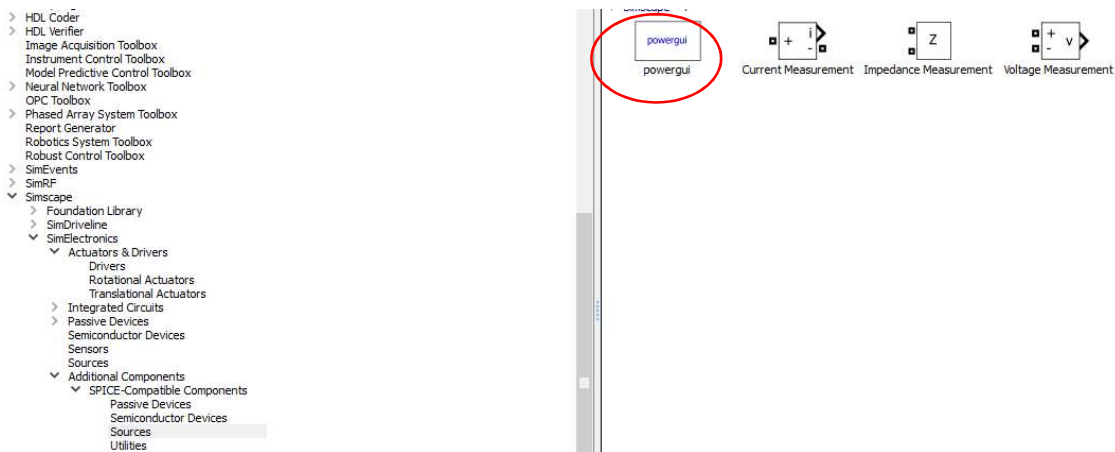 HDL Coder
HDL Verifier
Image Acquisition Toolbox
Instrument Control Toolbox
Model Predictive Control Toolbox
Neural Network Toolbox
OPC Toolbox
Phased Array System Toolbox
Report Generator
Robotics System Toolbox
Robust Control Toolbox
SimEvents
SimRF
Simscape
Foundation Library
SimDriveline
SimElectronics
Actuators & Drivers
Drivers
Rotational Actuators
Translational Actuators
Integrated Circuits
Passive Devices
Semiconductor Devices
Sensors
Sources
Additional Components
SPICE-Compatible Components
Passive Devices
Semiconductor Devices
Sources
Utilities
powergui
powergui
+ i -
Current Measurement
Z
Impedance Measurement
+ - v
Voltage Measurement